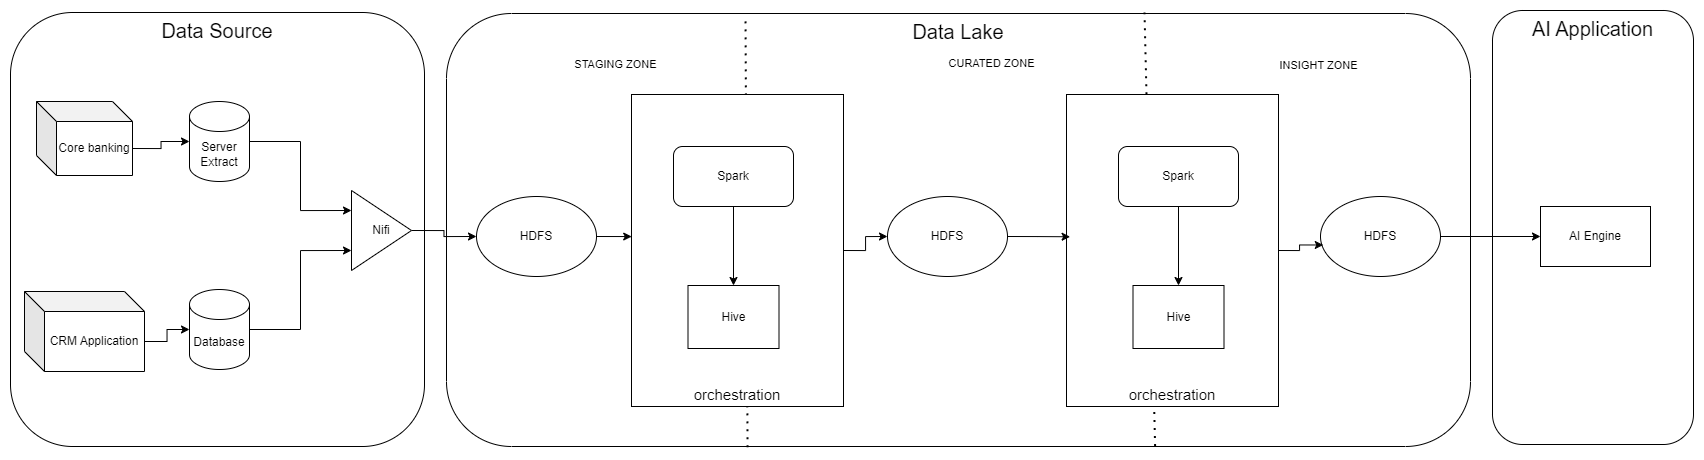 Data Source
Core banking
Server
Extract
Nifi
CRM Application
Database
Data Lake
STAGING ZONE
CURATED ZONE
INSIGHT ZONE
HDFS
Spark
Hive
orchestration
HDFS
Spark
Hive
orchestration
HDFS
AI Application
AI Engine